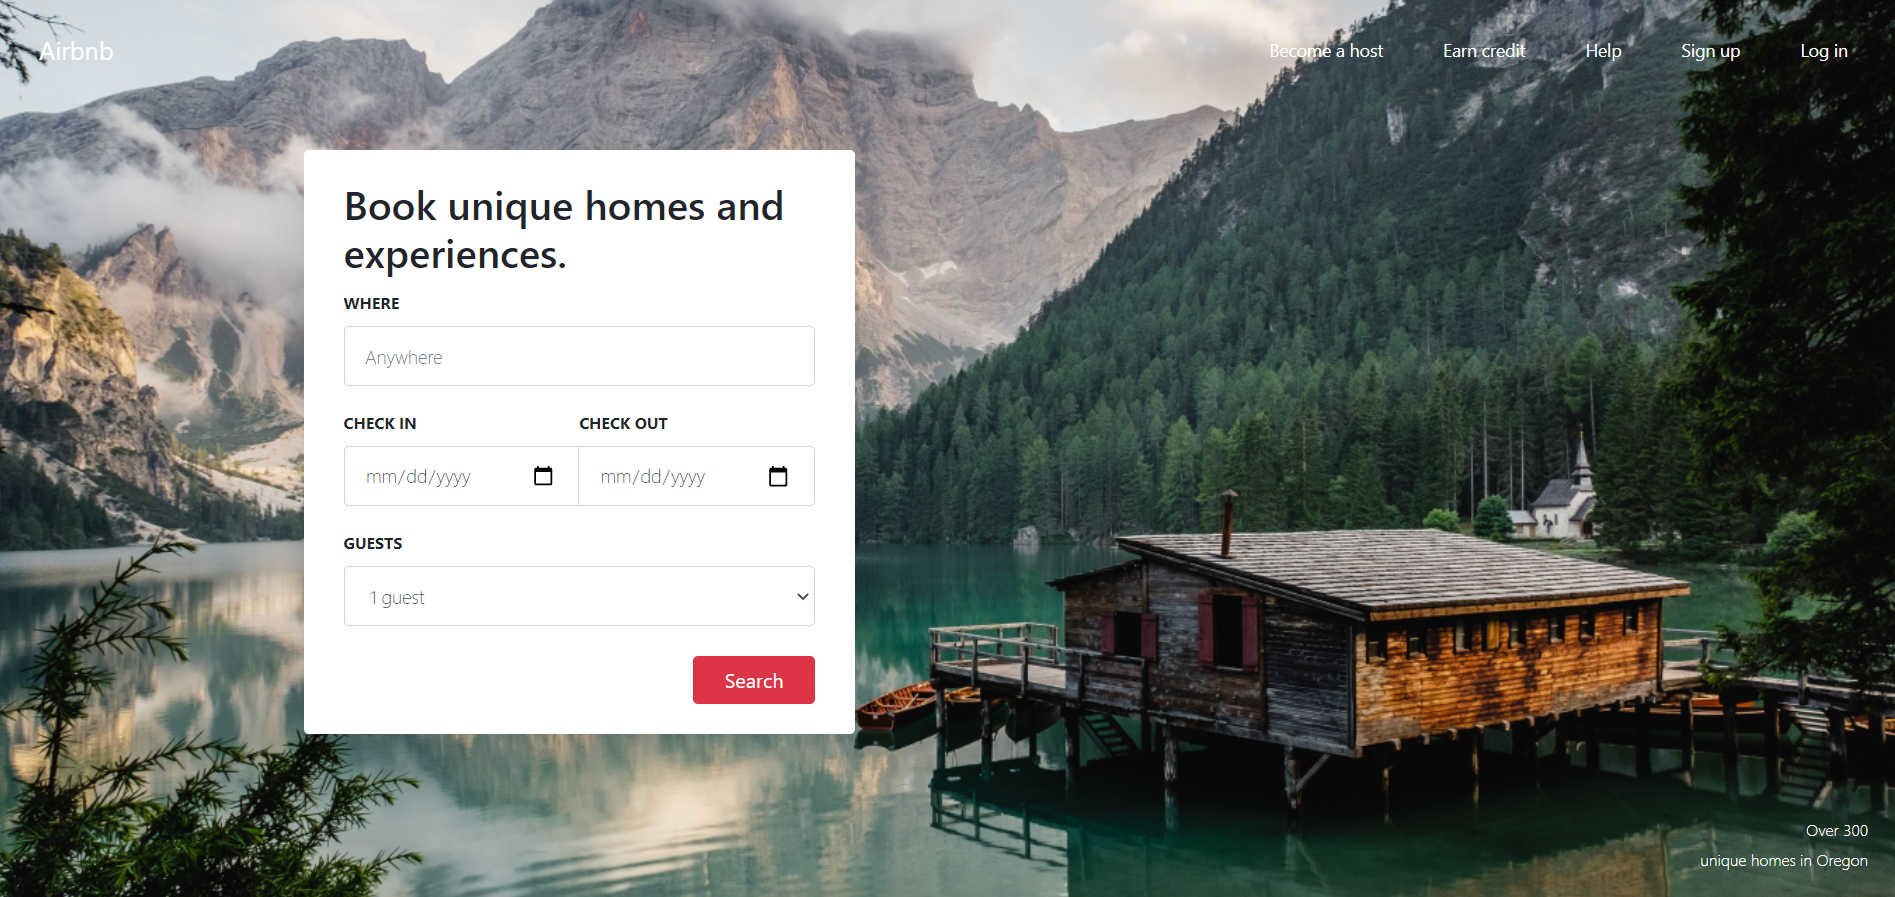 Airbnb
Become a host
Earn credit
Help
Sign up
Log in
Book unique homes and
experiences.
WHERE
Anywhere
CHECK IN
CHECK OUT
mm/dd/yyyy
mm/dd/yyyy
GUESTS
1 guest
Search
Over 300
unique homes in Oregon